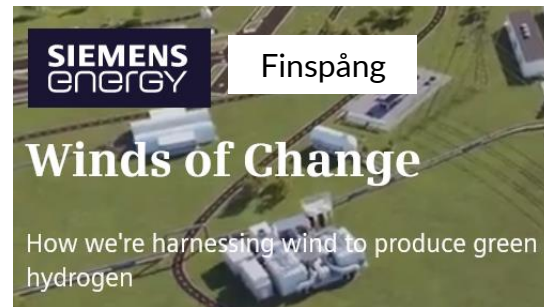 SIEMENS
energy
Finspång
Winds of Change
How we're harnessing wind to produce green
hydrogen